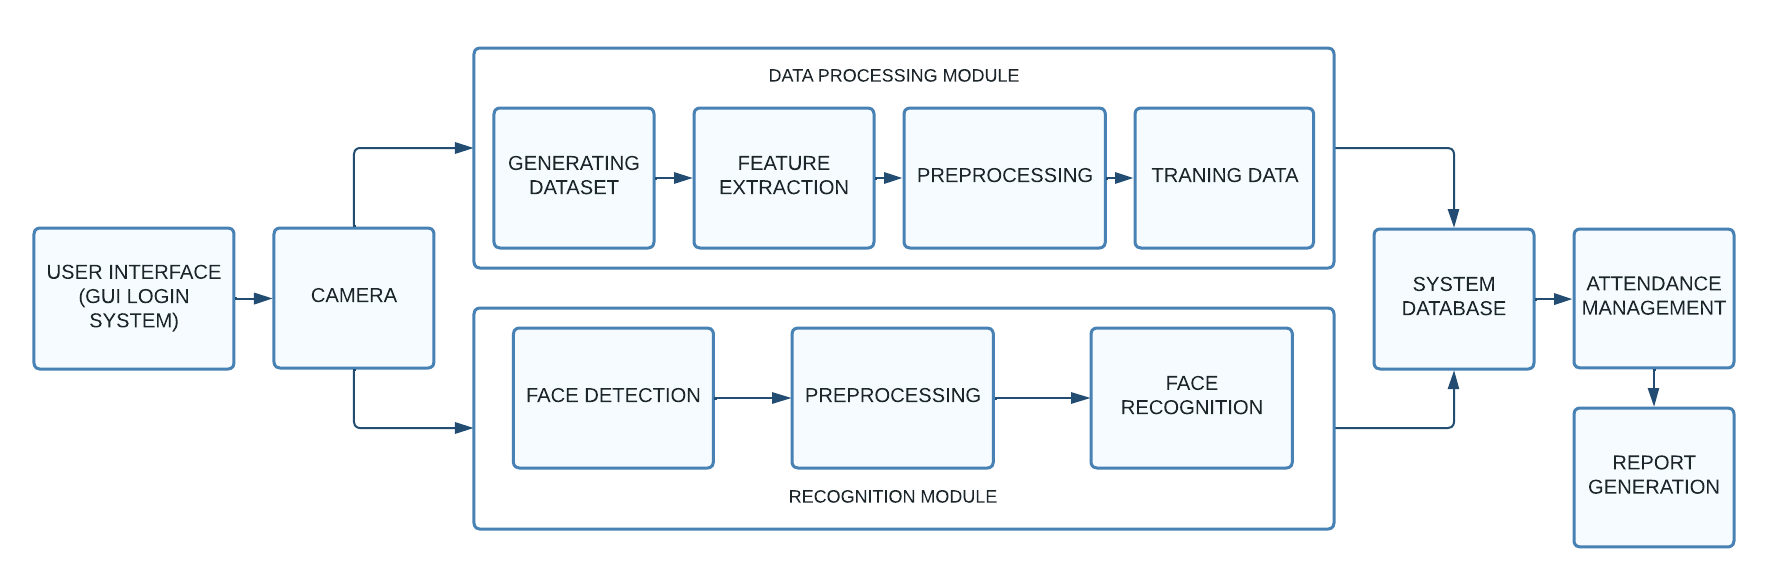 DATA PROCESSING MODULE
GENERATING
DATASET
FEATURE
EXTRACTION
PREPROCESSING
TRANING DATA
USER INTERFACE
(GUI LOGIN
SYSTEM)
CAMERA
SYSTEM
DATABASE
ATTENDANCE
MANAGEMENT
FACE DETECTION
PREPROCESSING
FACE
RECOGNITION
RECOGNITION MODULE
REPORT
GENERATION